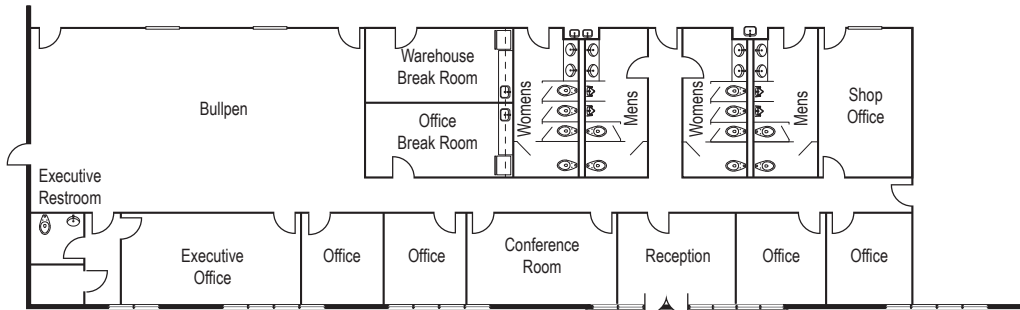 Warehouse
Break Room
Bullpen
Office
Break Room
Womens
Mens
Womens
Mens
Shop
Office
Executive
Restroom
Executive
Office
Office
Office
Conference
Room
Reception
Office
Office